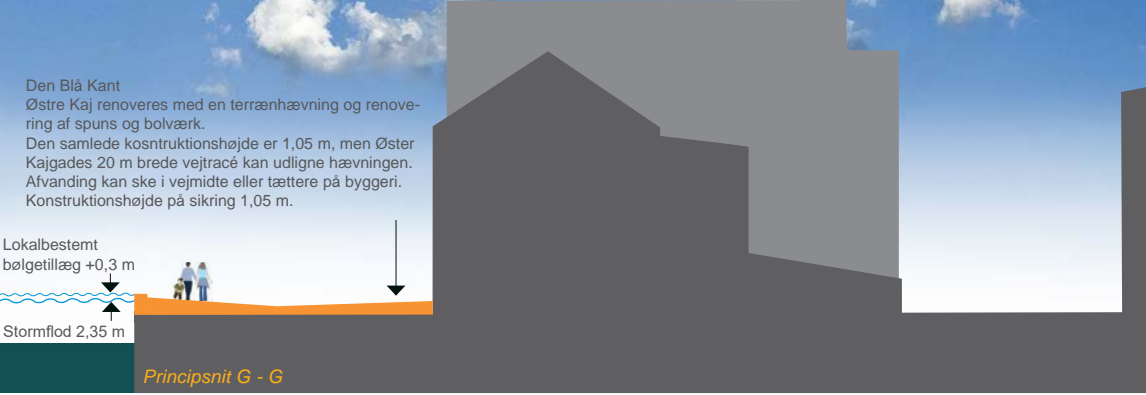 Den Blå Kant
Østre Kaj renoveres med en terrænhævning og renove-
ring af spuns og bolværk.
Den samlede kosntruktionshøjde er 1,05 m, men Øster
Kajgades 20 m brede vejtracé kan udligne hævningen.
Afvanding kan ske i vejmidte eller tættere på byggeri.
Konstruktionshøjde på sikring 1,05 m.
Lokalbestemt
bølgetillæg +0,3 m
Stormflod 2,35 m
Principsnit G - G